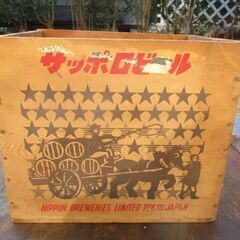 サッポロビール
NIPPON BREWERIES LIMITED TOKYO JAPAN